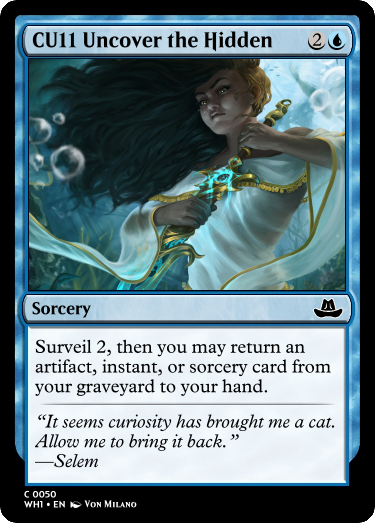 CU11 Uncover the Hidden 2
Sorcery
Surveil 2, then you may return an
artifact, instant, or sorcery card from
your graveyard to your hand.
“It seems curiosity has brought me a cat.
Allow me to bring it back.”
—Selem
C 0050
WH1 • EN Von Milano